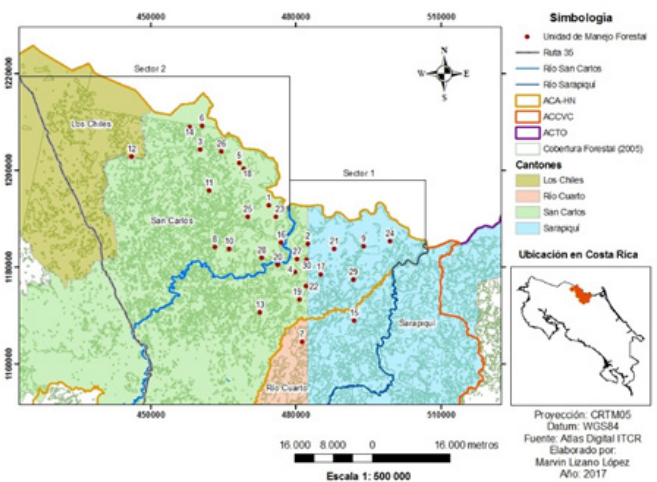 450000 480000 510000
1220000
1200000
1180000
1160000
Sector 2
Sector 1
Los Chiles
San Carlos
Sarapiquí
Río Cuarto
6
14
3
26
5
18
12
11
1
23
25
16
8
10
28
20
2
27
30
4
21
9
24
17
29
22
19
13
15
7
N
W E
S
450000 480000 510000
16.000 8.000 0 16.000 metros
Escala 1: 500 000
Simbología
Unidad de Manejo Forestal
Ruta 35
Río San Carlos
Río Sarapiquí
ACA-HN
ACCVC
ACTO
Cobertura Forestal (2005)
Cantones
Los Chiles
Río Cuarto
San Carlos
Sarapiquí
Ubicación en Costa Rica
Proyección: CRTM05
Datum: WGS84
Fuente: Atlas Digital ITCR
Elaborado por:
Marvin Lizano López
Año: 2017